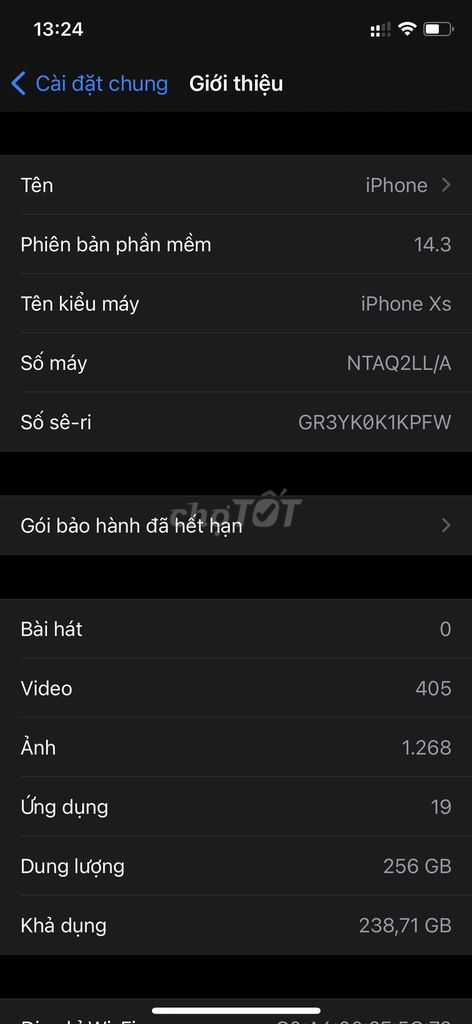 13:24
Cài đặt chung Giới thiệu
Tên iPhone
Phiên bản phần mềm 14.3
Tên kiểu máy iPhone Xs
Số máy NTAQ2LL/A
Số sê-ri GR3YK0K1KPFW
chợTỐT
Gói bảo hành đã hết hạn
Bài hát 0
Video 405
Ảnh 1.268
Ứng dụng 19
Dung lượng 256 GB
Khả dụng 238,71 GB